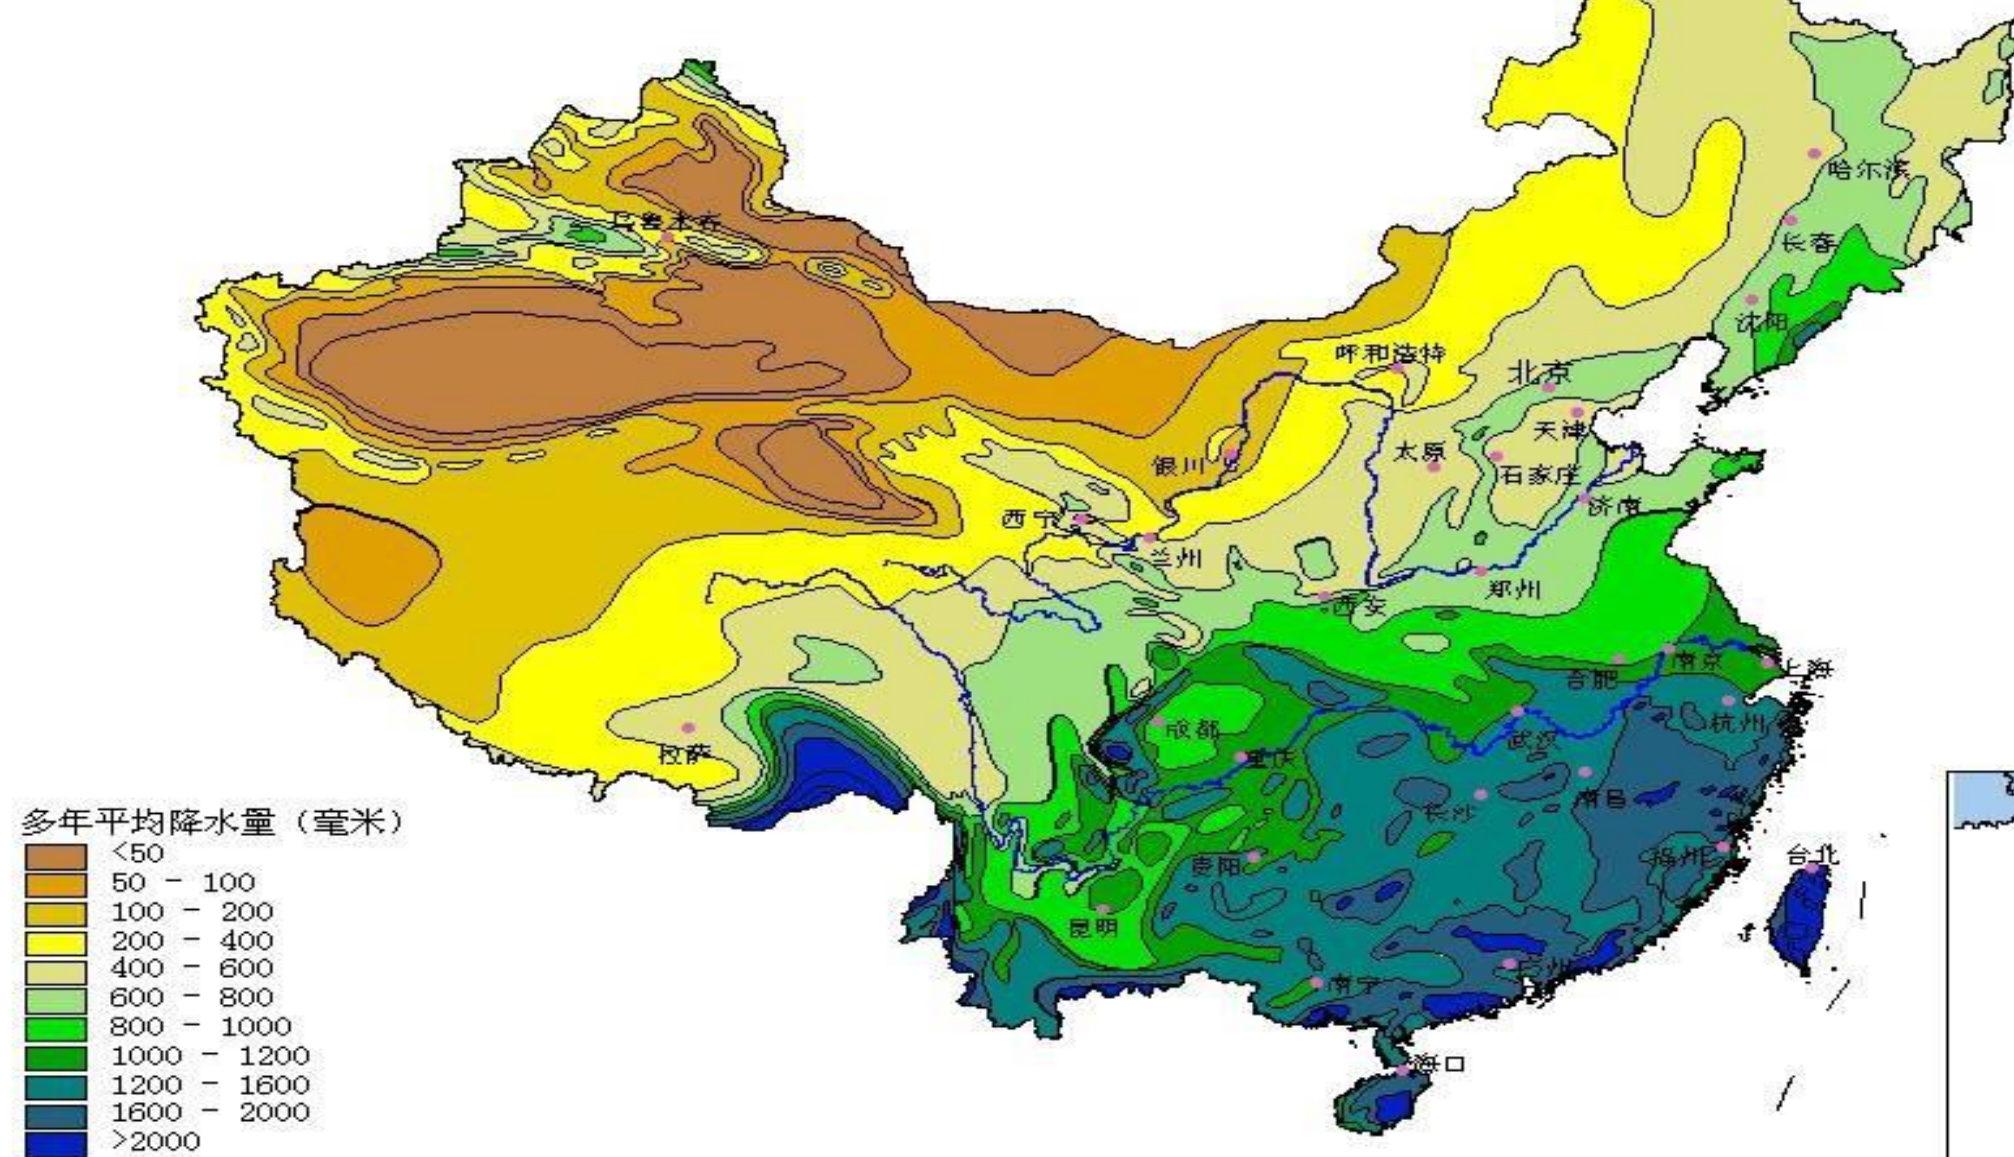 乌鲁木齐
哈尔滨
长春
沈阳
呼和浩特
北京
天津
太原
银川
石家庄
济南
西宁
兰州
郑州
西安
南京
上海
合肥
拉萨
成都
杭州
武汉
重庆
南昌
长沙
贵阳
福州
台北
昆明
广州
南宁
海口
多年平均降水量（毫米）
<50
50 - 100
100 - 200
200 - 400
400 - 600
600 - 800
800 - 1000
1000 - 1200
1200 - 1600
1600 - 2000
>2000